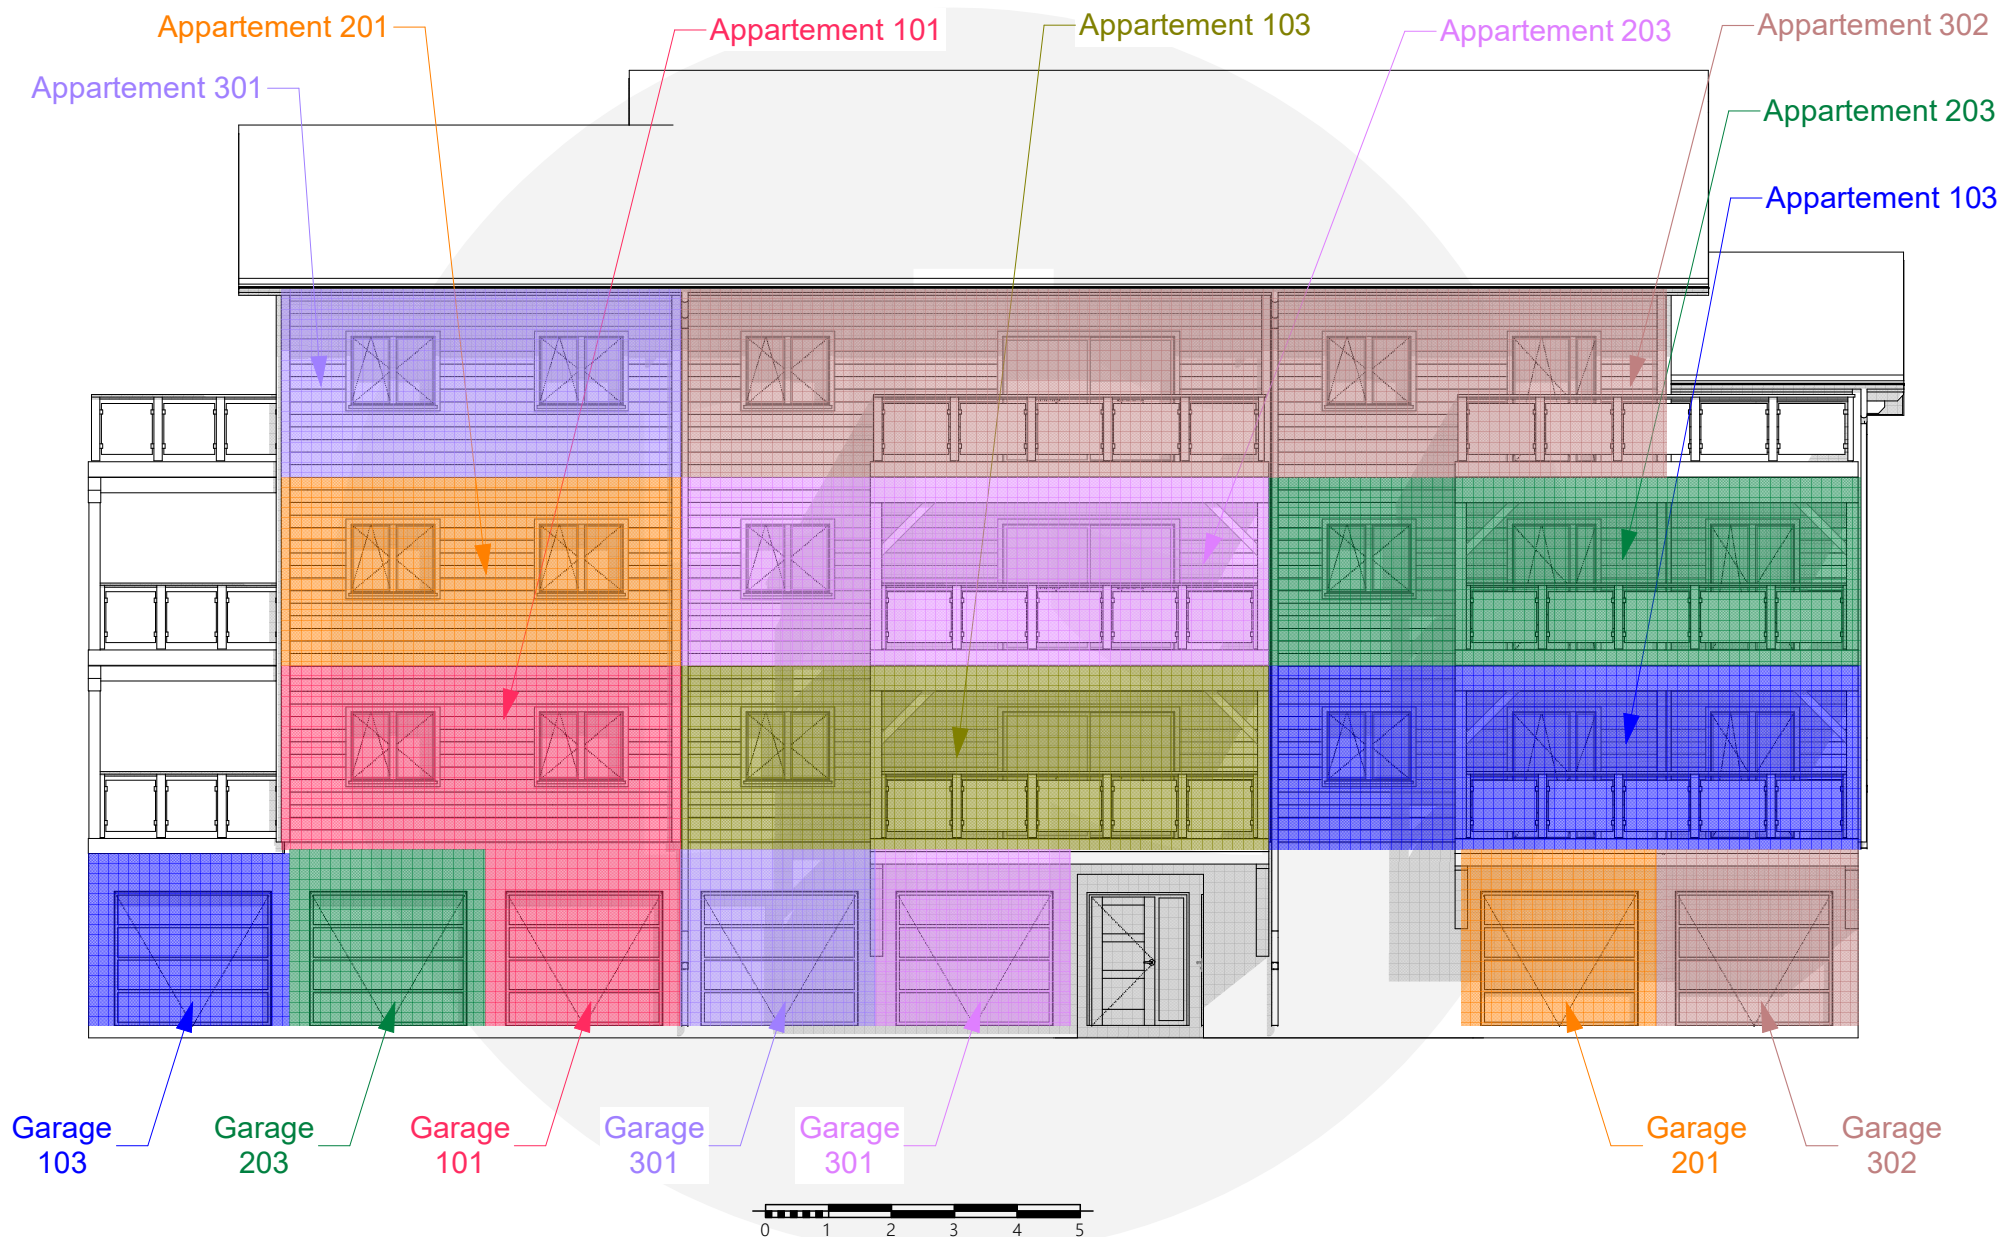 Appartement 201
Appartement 101
Appartement 103
Appartement 203
Appartement 302
Appartement 301
Appartement 203
Appartement 103
Garage
103
Garage
203
Garage
101
Garage
301
Garage
301
Garage
201
Garage
302
0 1 2 3 4 5